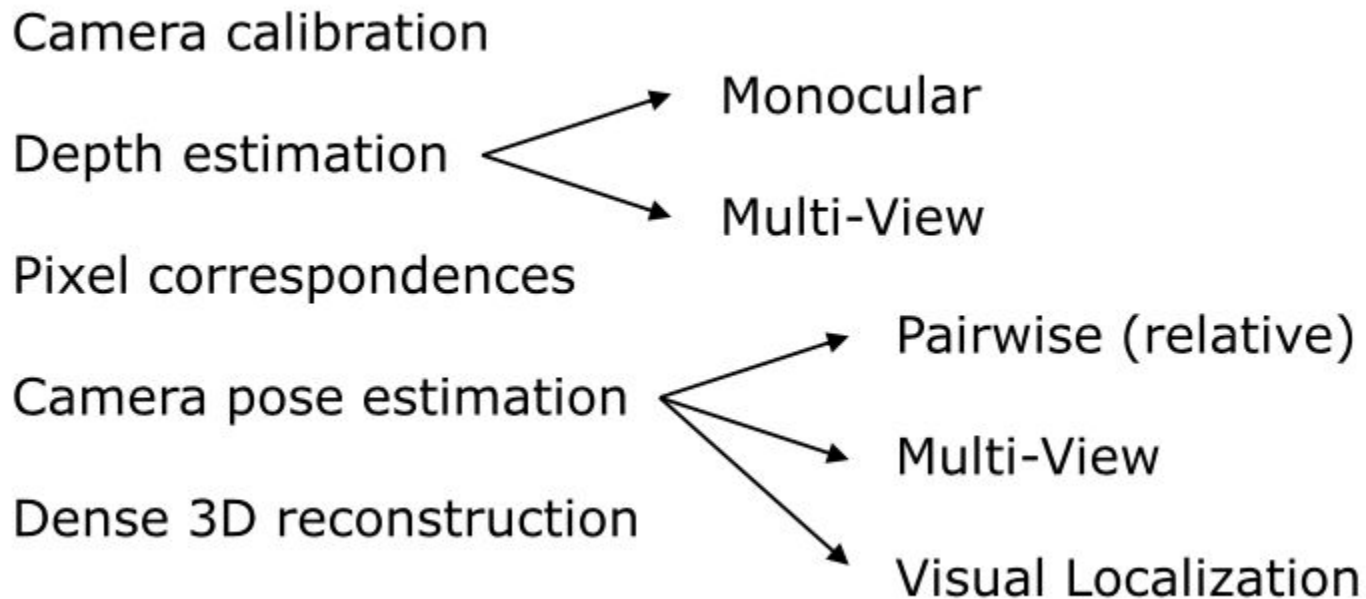 Camera calibration
Monocular
Depth estimation
Multi-View
Pixel correspondences
Pairwise (relative)
Camera pose estimation
Multi-View
Dense 3D reconstruction
Visual Localization